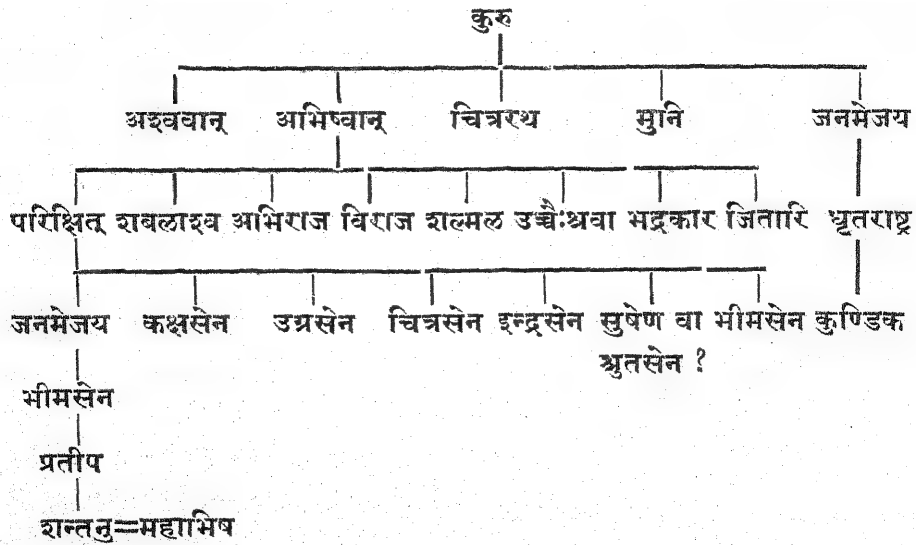 कुरु
अश्ववान् अभिष्वान् चित्ररथ मुनि जनमेजय
परिक्षित् शबलाश्व अभिराज विराज शल्मल उच्चैःश्रवा भद्रकार जितारि धृतराष्ट्र
जनमेजय कक्षसेन उग्रसेन चित्रसेन इन्द्रसेन सुषेण वा भीमसेन कुण्डिक
श्रुतसेन ?
भीमसेन
प्रतीप
शन्तनु=महाभिष